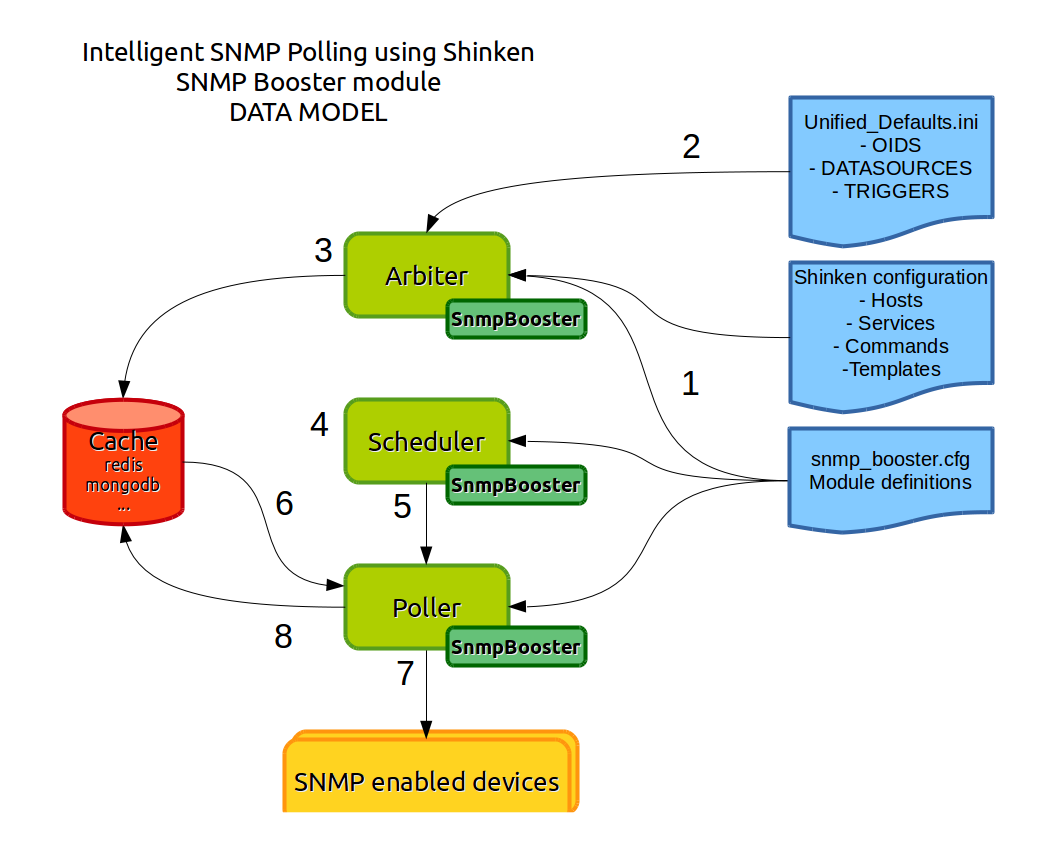 Intelligent SNMP Polling using Shinken
SNMP Booster module
DATA MODEL
Unified_Defaults.ini
- OIDS
- DATASOURCES
- TRIGGERS
2
3
Arbiter
SnmpBooster
Shinken configuration
- Hosts
- Services
- Commands
-Templates
1
4
Scheduler
SnmpBooster
snmp_booster.cfg
Module definitions
Cache
redis
mongodb
...
6
5
Poller
SnmpBooster
8
7
SNMP enabled devices